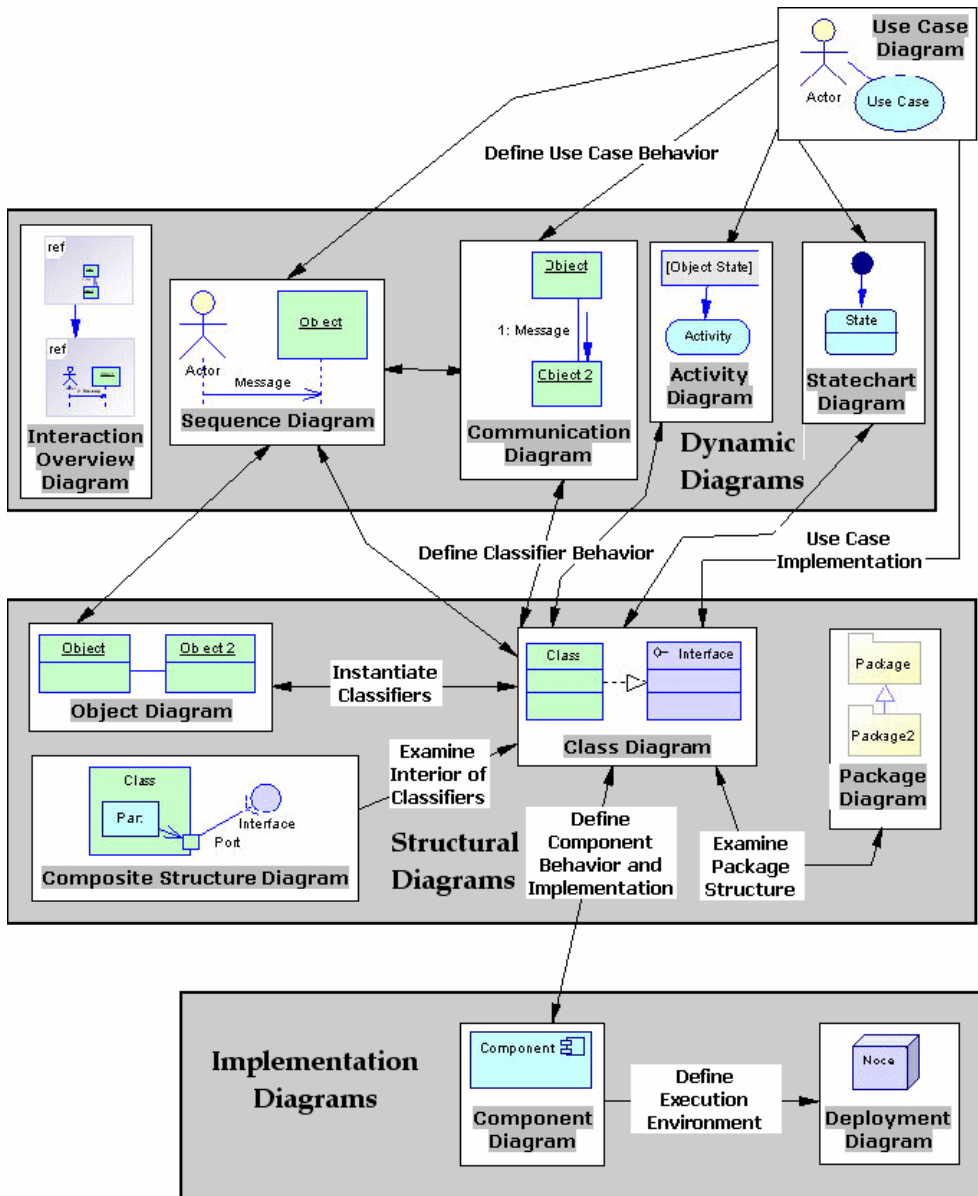 Use Case
Diagram
Actor
Use Case
Define Use Case Behavior
ref
ref
Interaction
Overview
Diagram
Object
Actor
Message
Sequence Diagram
Object
1: Message
Object 2
Communication
Diagram
[Object State]
Activity
Activity
Diagram
State
Statechart
Diagram
Dynamic
Diagrams
Define Classifier Behavior
Use Case
Implementation
Object
Ob ect 2
Object Diagram
Instantiate
Classifiers
Class
Interface
Class Diagram
Package
Package2
Package
Diagram
Class
Par:
Port
Interface
Composite Structure Diagram
Examine
Interior of
Classifiers
Structural
Diagrams
Define
Component
Behavior and
Implementation
Examine
Package
Structure
Implementation
Diagrams
Component
Component
Diagram
Define
Execution
Environment
Noce
Deployment
Diagram